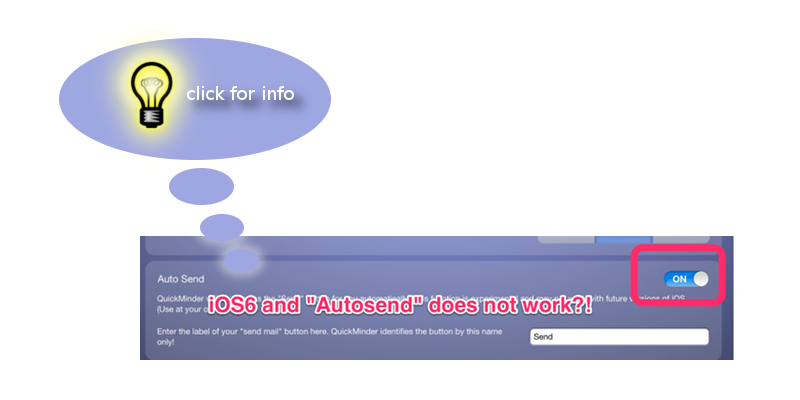 click for info
Auto Send
ON
iOS6 and "Autosend" does not work?!
QuickMinder with future versions of iOS
(Use at your o
Enter the label of your "send mail" button here. QuickMinder identifies the button by this name
only!
Send